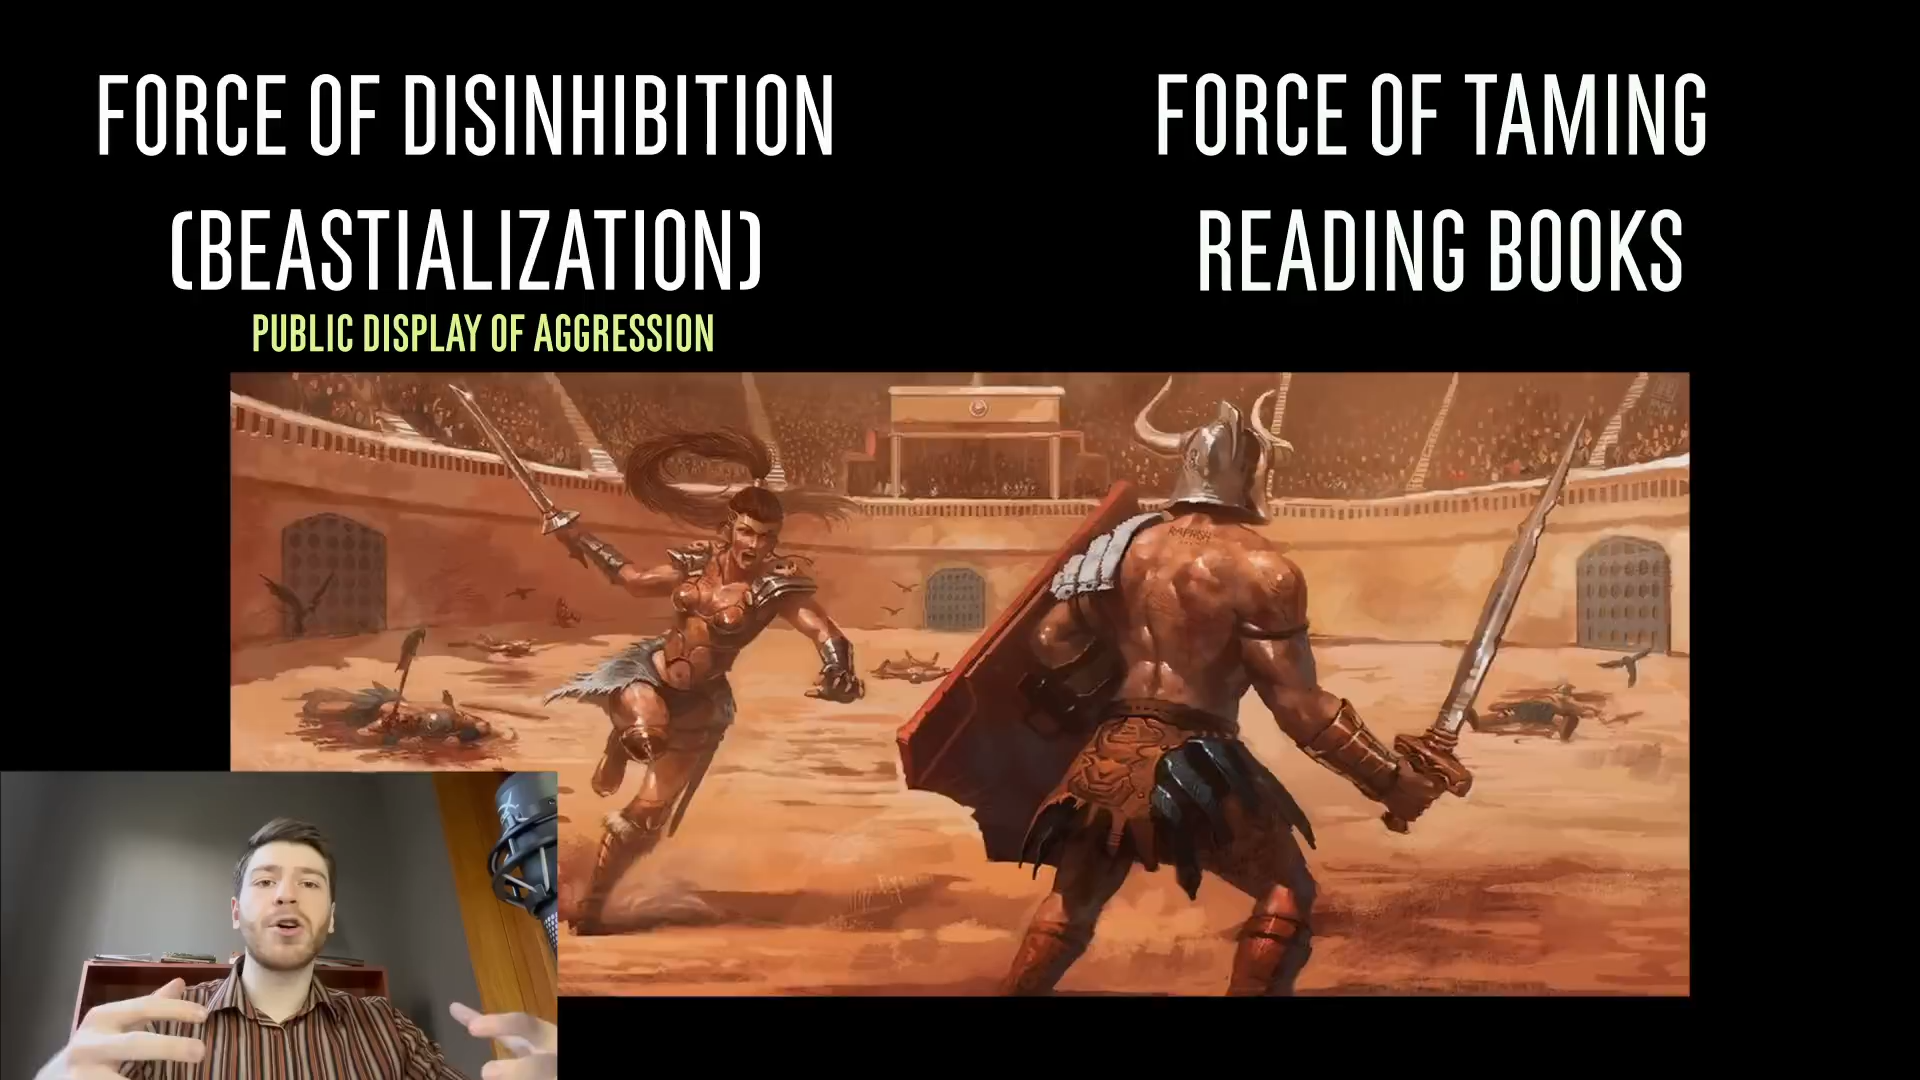 FORCE OF DISINHIBITION
(BEASTIALIZATION)
PUBLIC DISPLAY OF AGGRESSION
FORCE OF TAMING
READING BOOKS